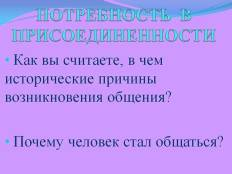 ПОТРЕБНОСТЬ В
ПРИСОЕДИНЕННОСТИ
• Как вы считаете, в чем
исторические причины
возникновения общения?
• Почему человек стал общаться?